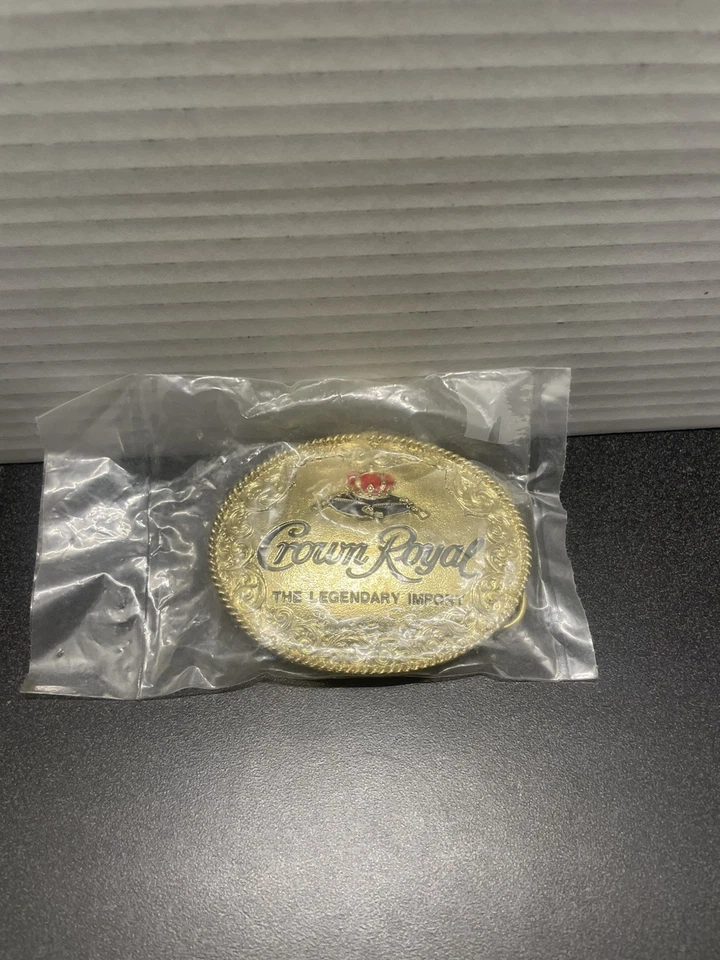 Crown Royal
THE LEGENDARY IMPORT